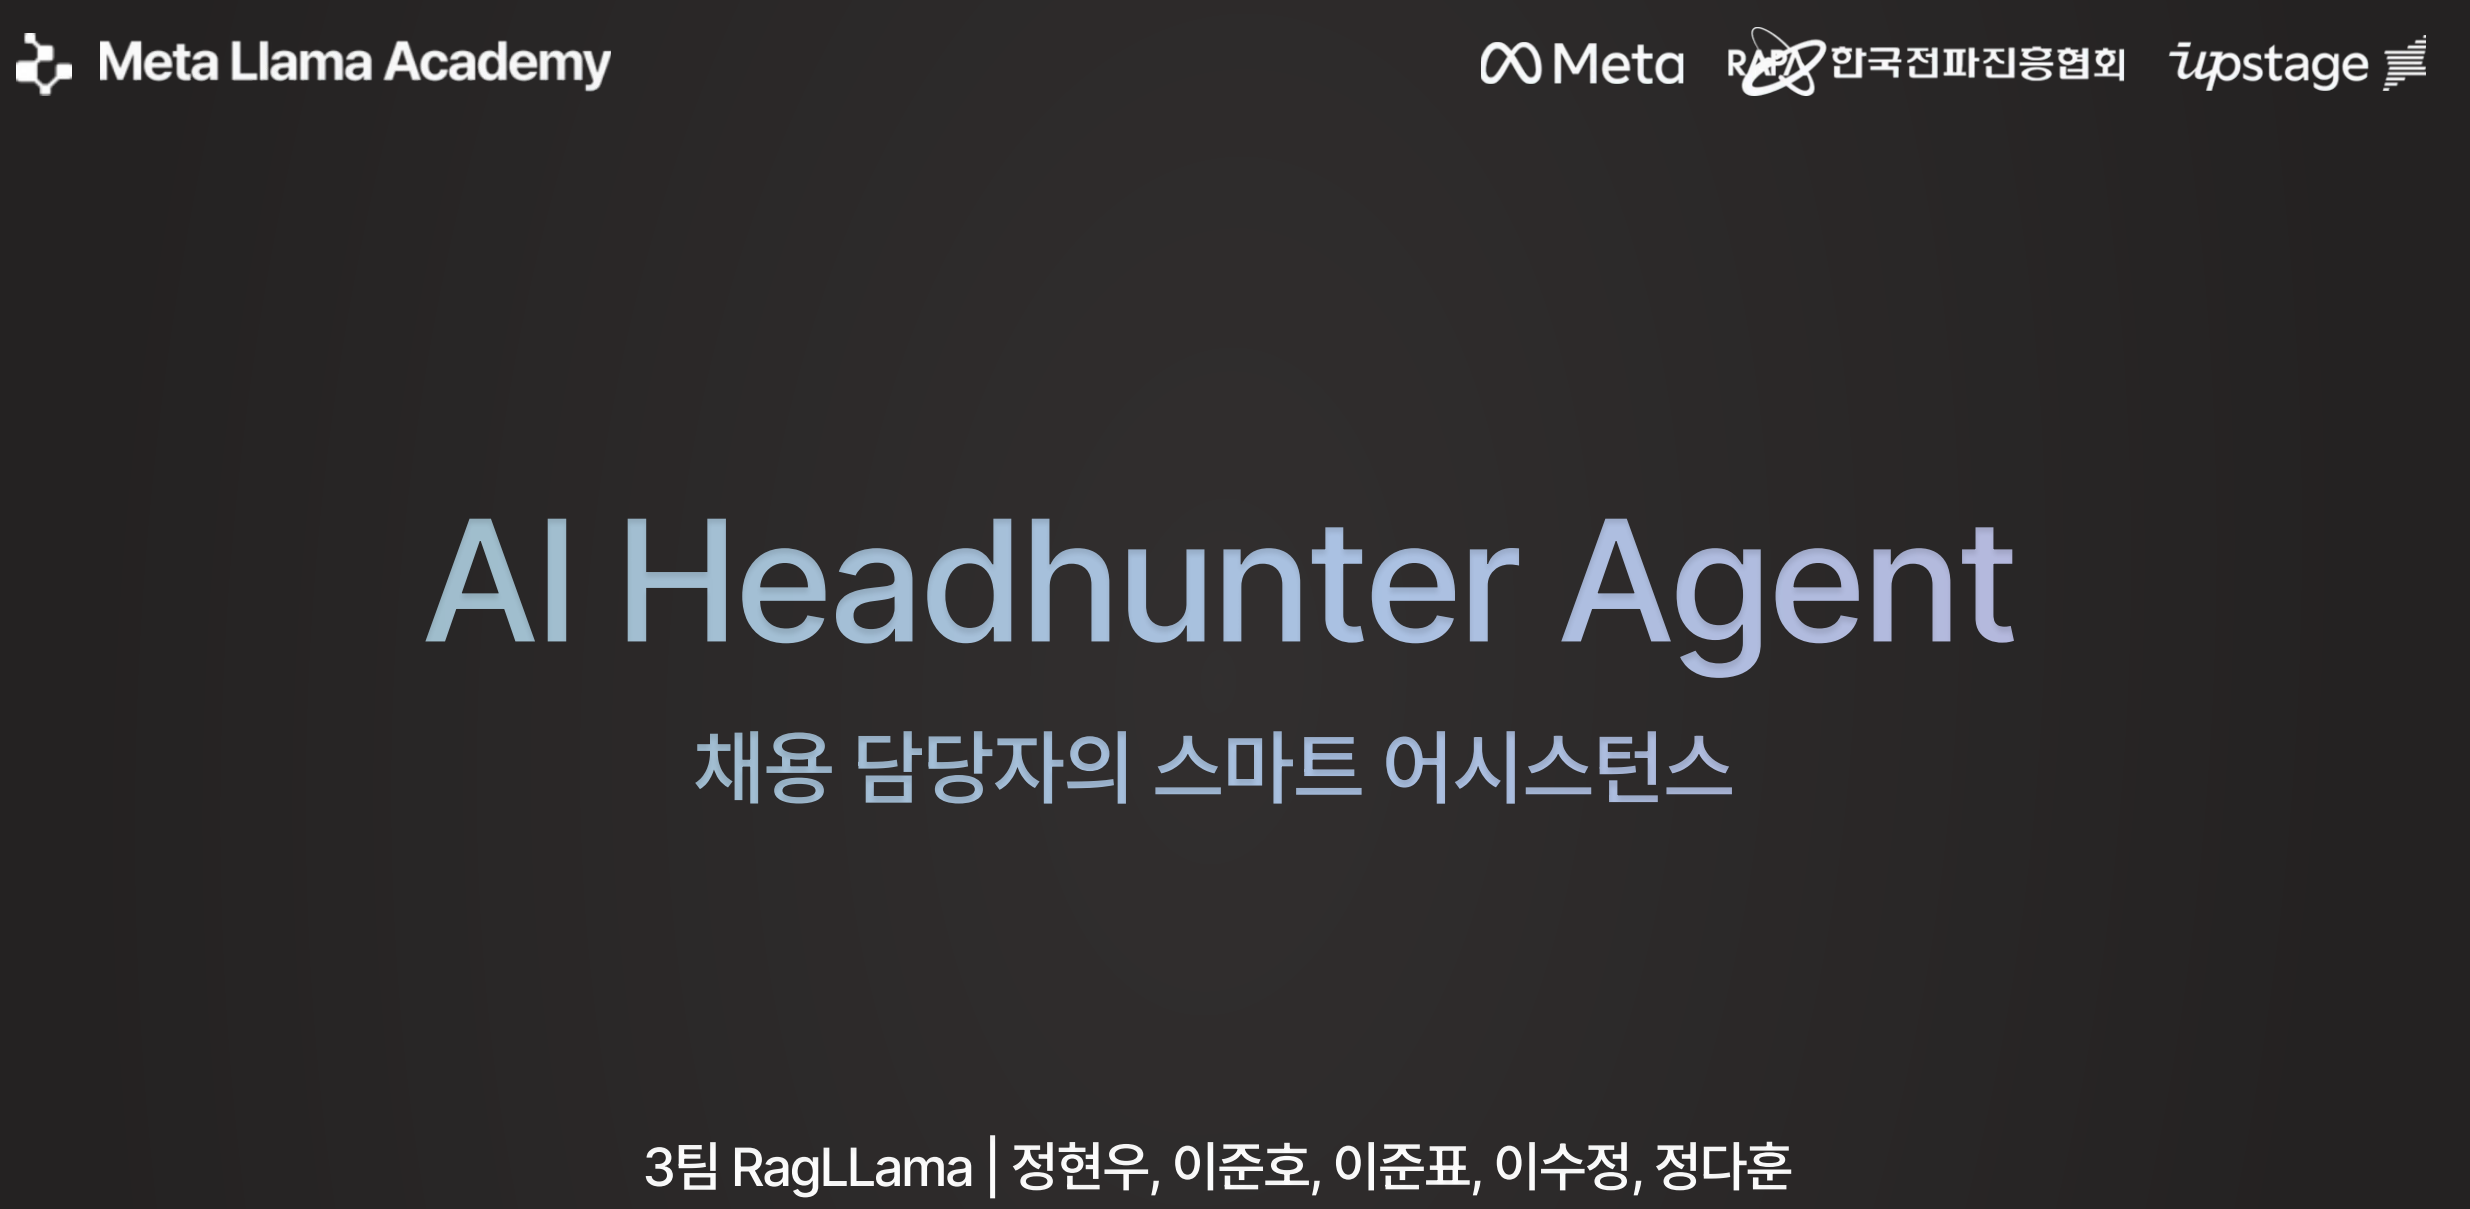 Meta Llama Academy
Meta RAPA 한국전파진흥협회 upstage
AI Headhunter Agent
채용 담당자의 스마트 어시스턴스
3팀 RagLLama | 정현우, 이준호, 이준표, 이수정, 정다훈